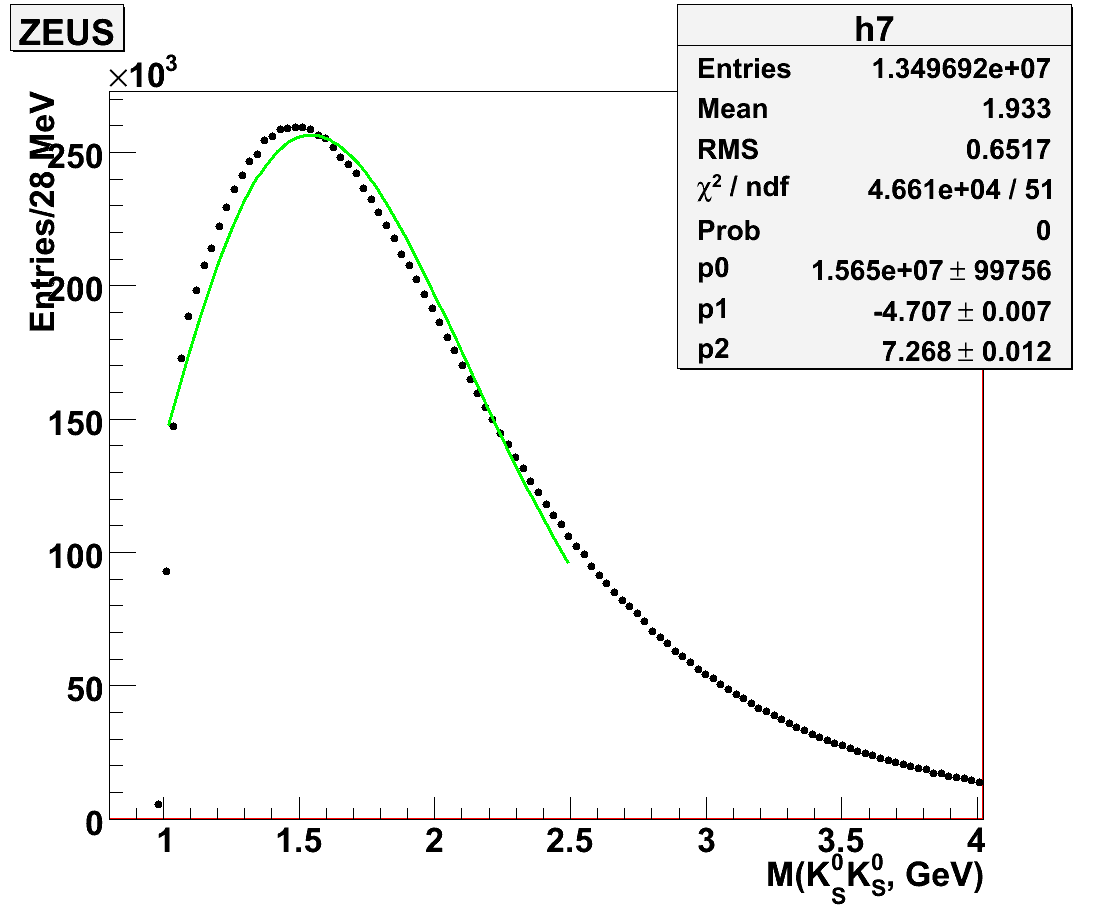 ZEUS
×10³
Entries/28 MeV
h7
Entries 1.349692e+07
Mean 1.933
RMS 0.6517
χ² / ndf 4.661e+04 / 51
Prob 0
p0 1.565e+07 ± 99756
p1 -4.707 ± 0.007
p2 7.268 ± 0.012
250
200
150
100
50
0
1 1.5 2 2.5 3 3.5 4
M(K⁰_S K⁰_S, GeV)